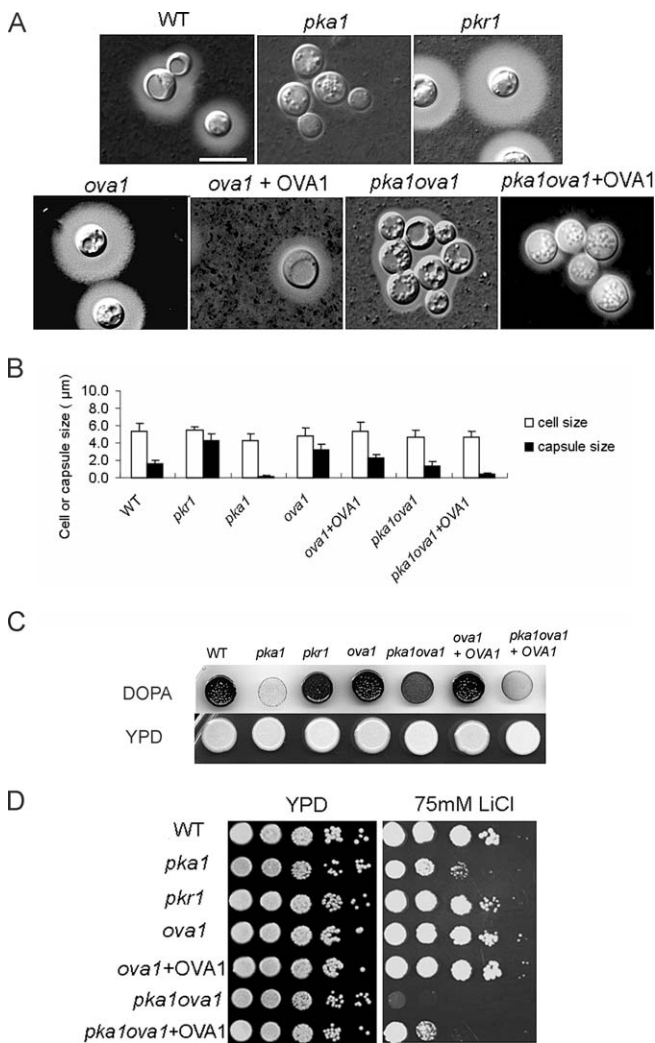 A
WT
pka1
pkr1
ova1
ova1 + OVA1
pka1ova1
pka1ova1+OVA1
B
Cell or capsule size ( µm)
10.0
8.0
6.0
4.0
2.0
0.0
cell size
capsule size
WT
pkr1
pka1
ova1
ova1+OVA1
pka1ova1
pka1ova1+OVA1
C
WT
pka1
pkr1
ova1
pka1ova1
ova1
+ OVA1
pka1ova1
+ OVA1
DOPA
YPD
D
YPD
75mM LiCl
WT
pka1
pkr1
ova1
ova1+OVA1
pka1ova1
pka1ova1+OVA1